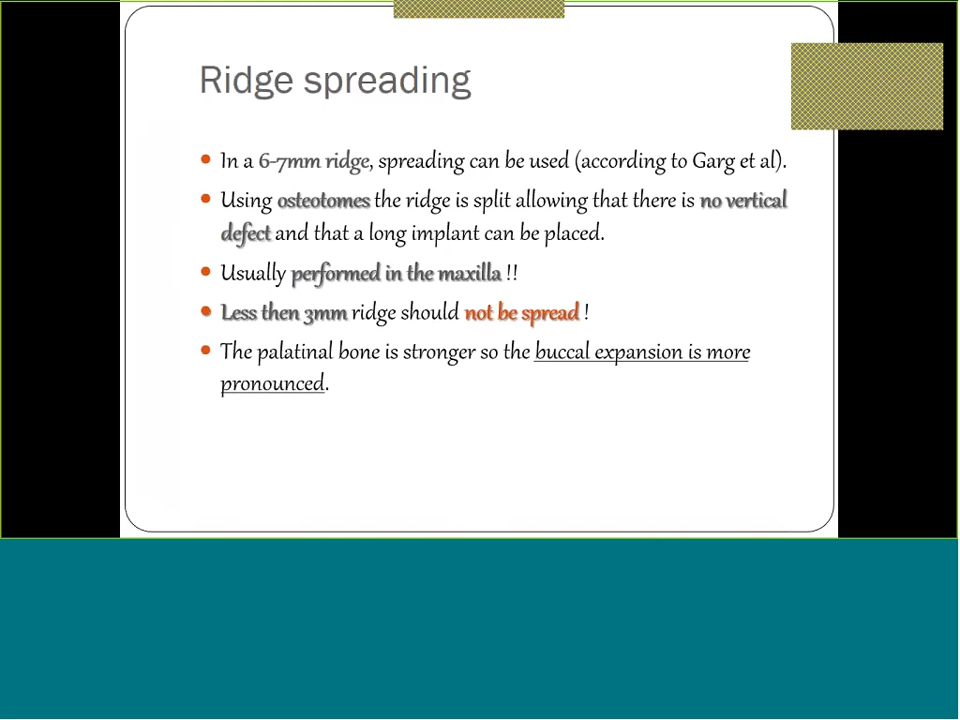 Ridge spreading
In a 6-7mm ridge, spreading can be used (according to Garg et al).
Using osteotomes the ridge is split allowing that there is no vertical
defect and that a long implant can be placed.
Usually performed in the maxilla !!
Less then 3mm ridge should not be spread !
The palatinal bone is stronger so the buccal expansion is more
pronounced.